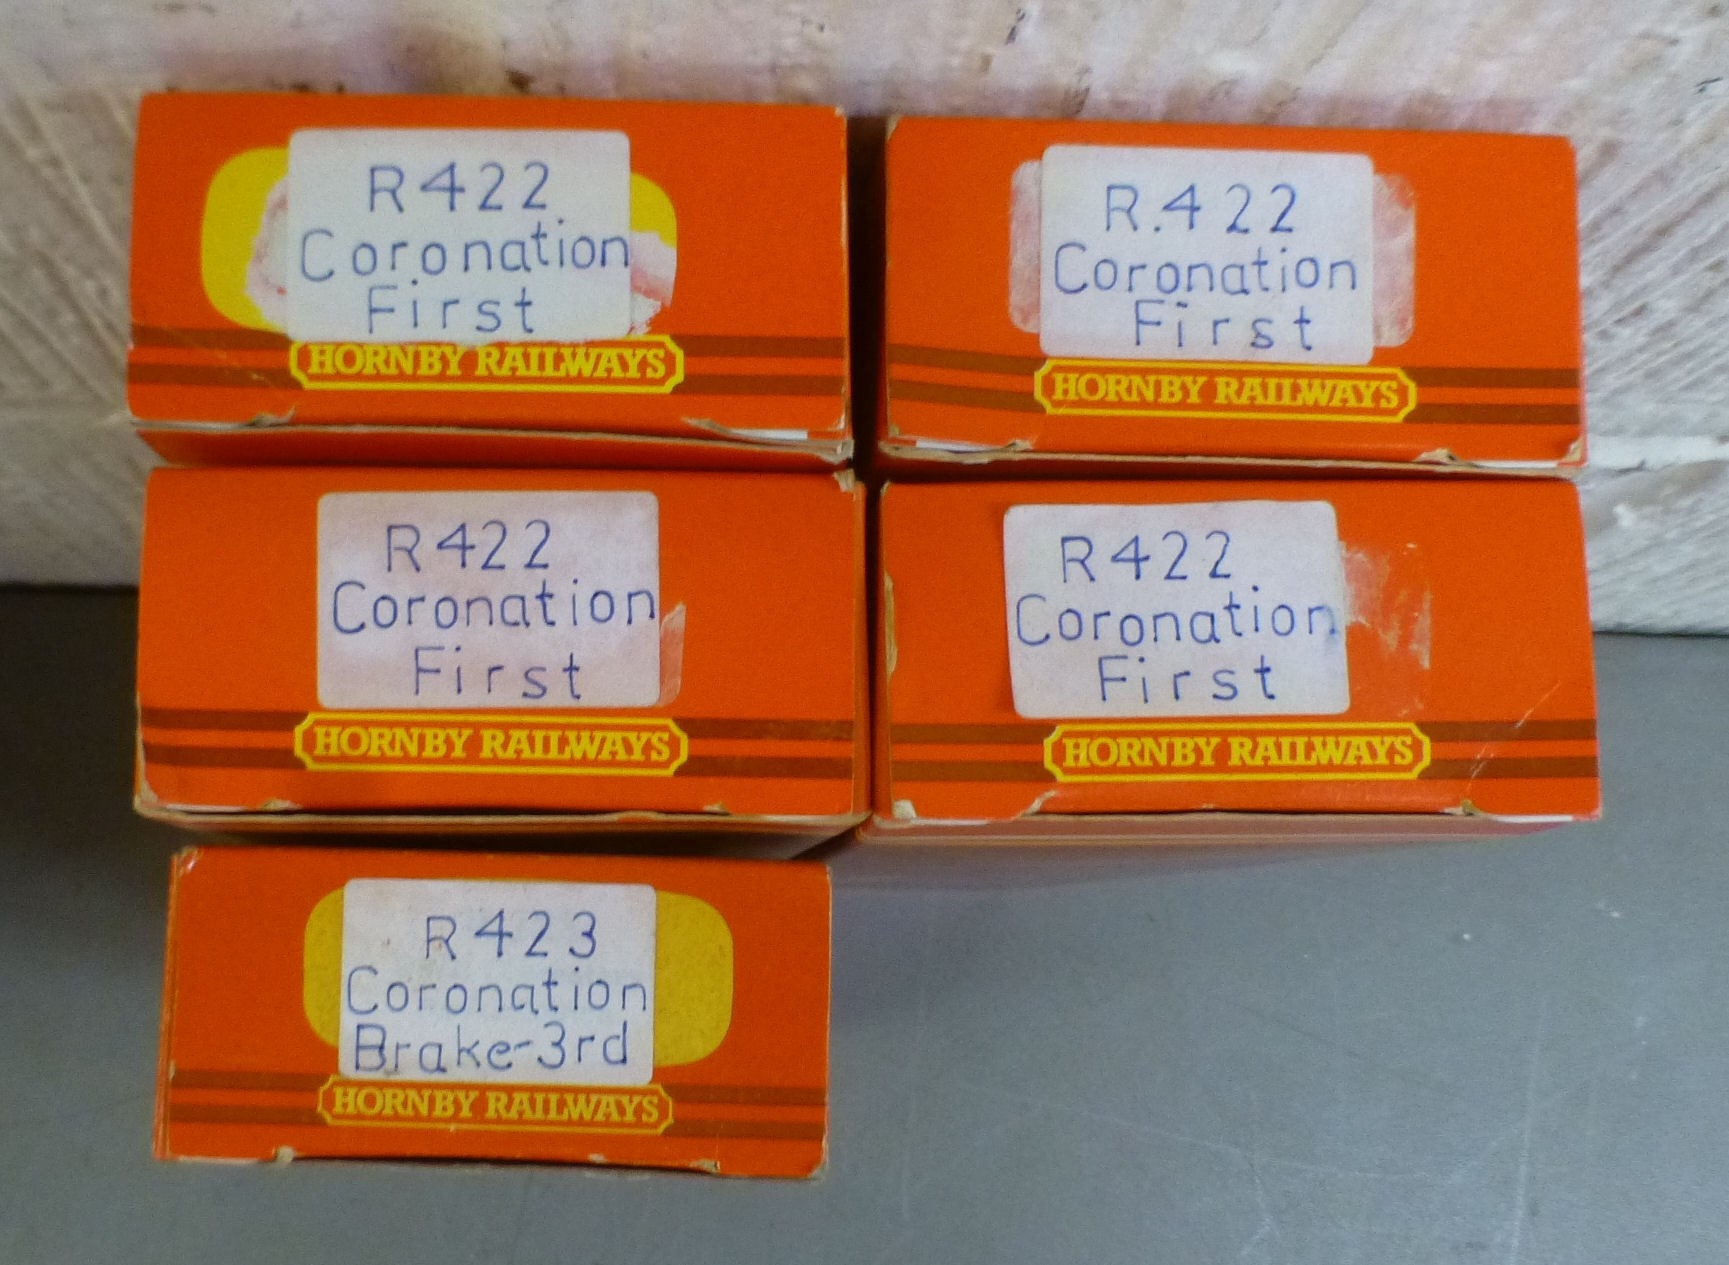 R422
Coronation
First
HORNBY RAILWAYS
R.422
Coronation
First
HORNBY RAILWAYS
R422
Coronation
First
HORNBY RAILWAYS
R422
Coronation
First
HORNBY RAILWAYS
R423
Coronation
Brake-3rd
HORNBY RAILWAYS